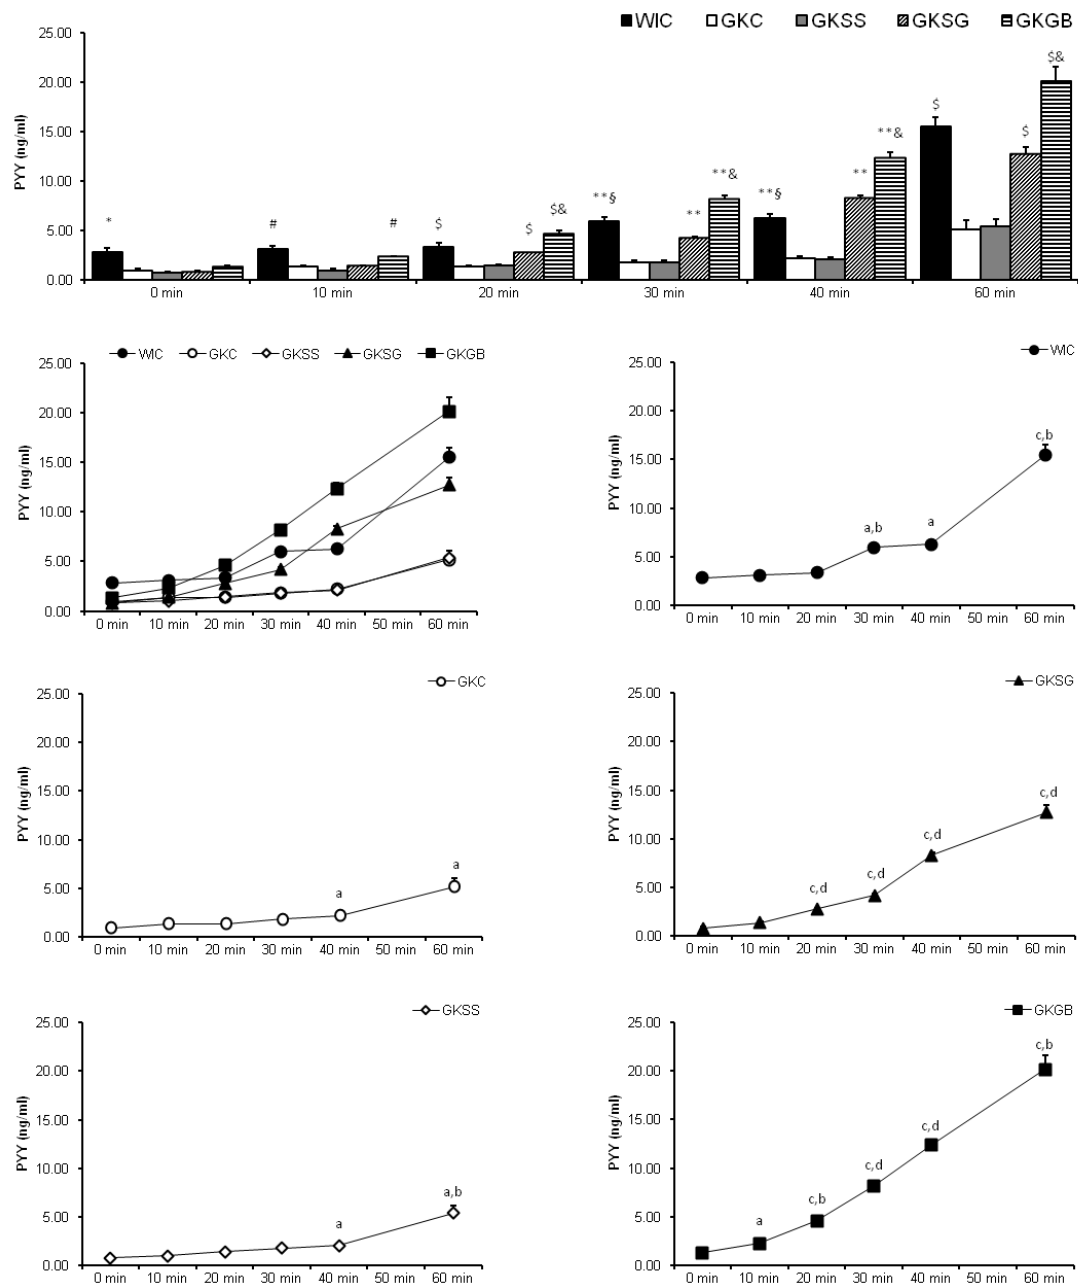 WIC GKC GKSS GKSG GKGB
25.00
20.00
15.00
10.00
5.00
0.00
PYY (ng/ml)
* # # $ $ $& **§ ** **& **§ ** **& $ $ $&
0 min 10 min 20 min 30 min 40 min 60 min
WIC GKC GKSS GKSG GKGB
25.00
20.00
15.00
10.00
5.00
0.00
PYY (ng/ml)
0 min 10 min 20 min 30 min 40 min 50 min 60 min
WIC
25.00
20.00
15.00
10.00
5.00
0.00
PYY (ng/ml)
a,b a c,b
0 min 10 min 20 min 30 min 40 min 50 min 60 min
GKC
25.00
20.00
15.00
10.00
5.00
0.00
PYY (ng/ml)
a a
0 min 10 min 20 min 30 min 40 min 50 min 60 min
GKSG
25.00
20.00
15.00
10.00
5.00
0.00
PYY (ng/ml)
c,d c,d c,d c,d
0 min 10 min 20 min 30 min 40 min 50 min 60 min
GKSS
25.00
20.00
15.00
10.00
5.00
0.00
PYY (ng/ml)
a a,b
0 min 10 min 20 min 30 min 40 min 50 min 60 min
GKGB
25.00
20.00
15.00
10.00
5.00
0.00
PYY (ng/ml)
a c,b c,d c,d c,b
0 min 10 min 20 min 30 min 40 min 50 min 60 min